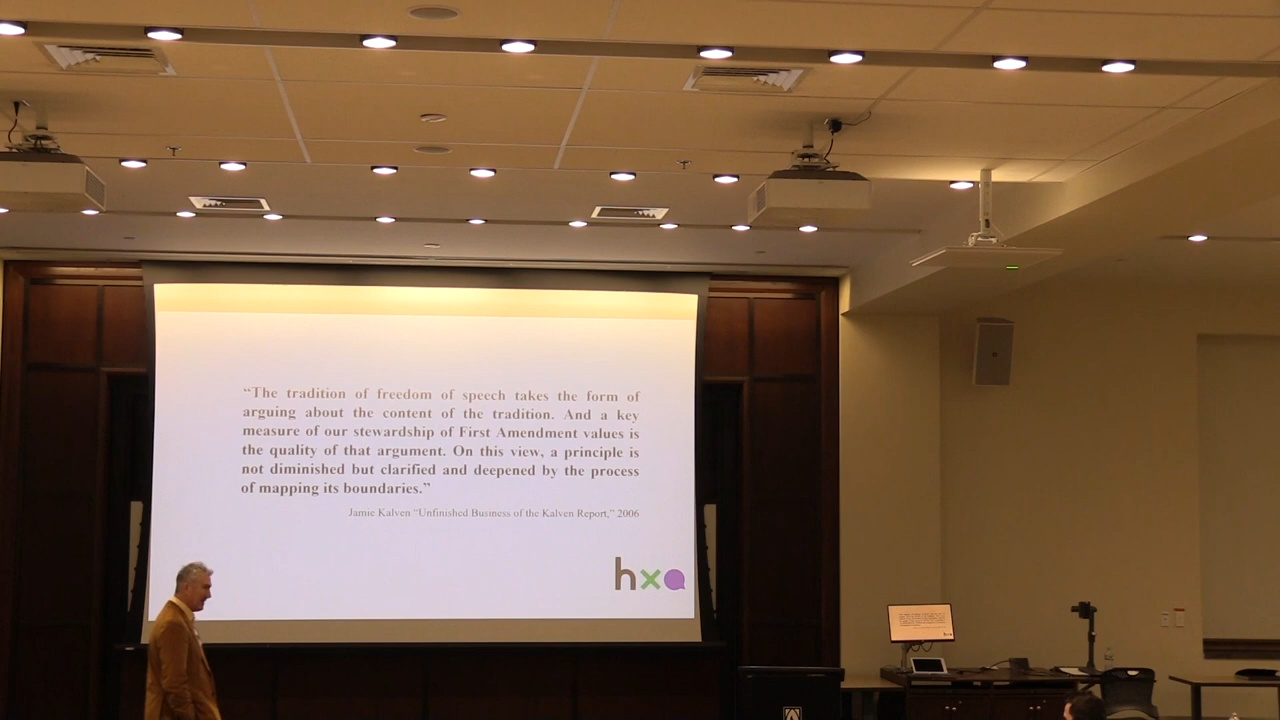 “The tradition of freedom of speech takes the form of
arguing about the content of the tradition. And a key
measure of our stewardship of First Amendment values is
the quality of that argument. On this view, a principle is
not diminished but clarified and deepened by the process
of mapping its boundaries.”
Jamie Kalven “Unfinished Business of the Kalven Report,” 2006
hxa